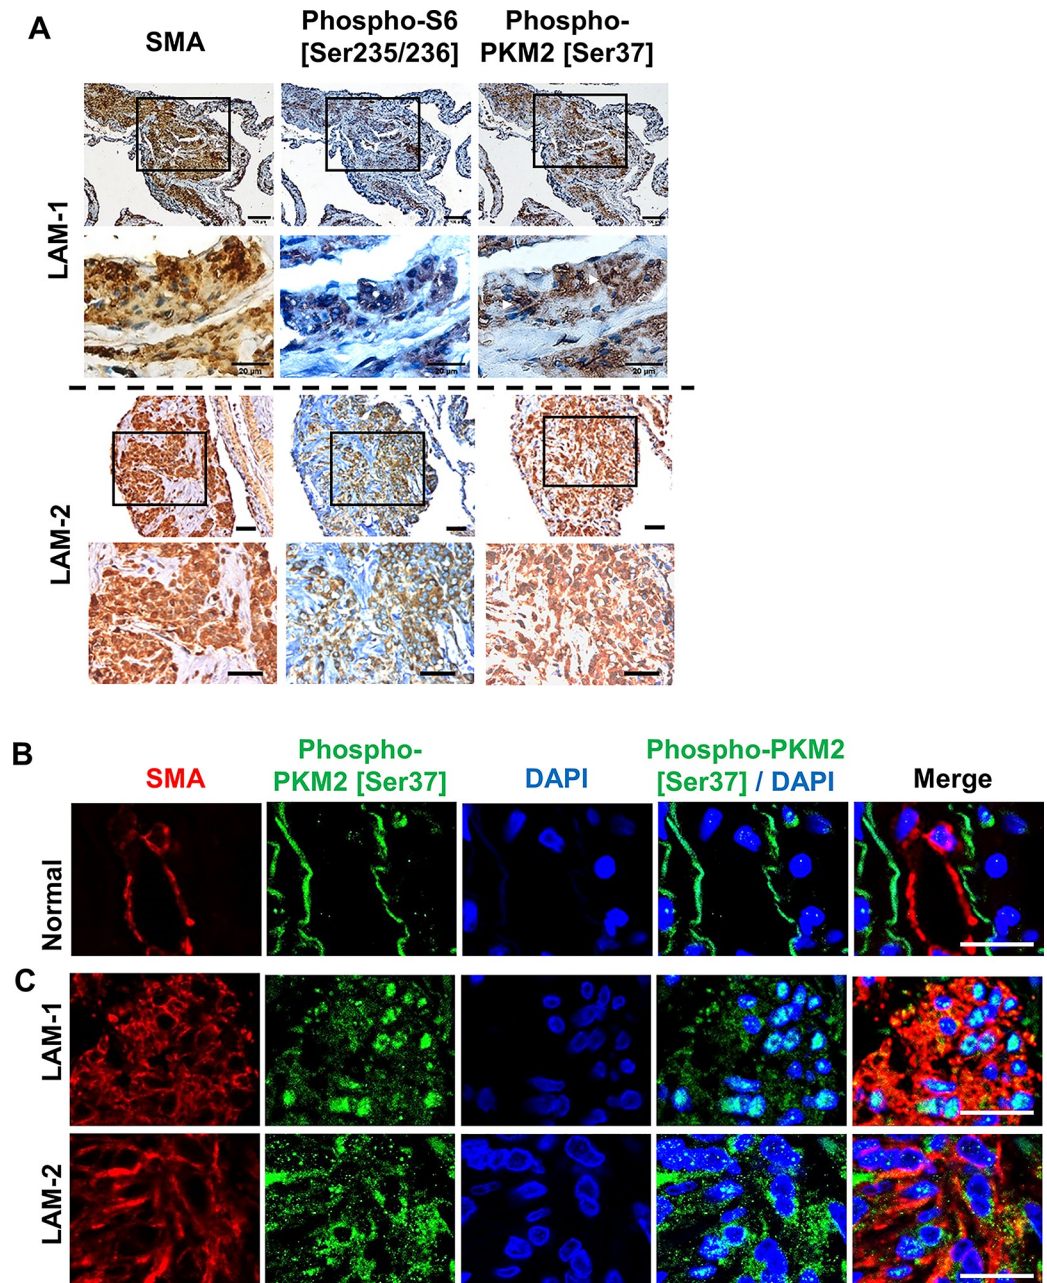 A
SMA
Phospho-S6
[Ser235/236]
Phospho-
PKM2 [Ser37]
LAM-1
20 µm
20 µm
20 µm
LAM-2
B
SMA
Phospho-
PKM2 [Ser37]
DAPI
Phospho-PKM2
[Ser37] / DAPI
Merge
Normal
C
LAM-1
LAM-2